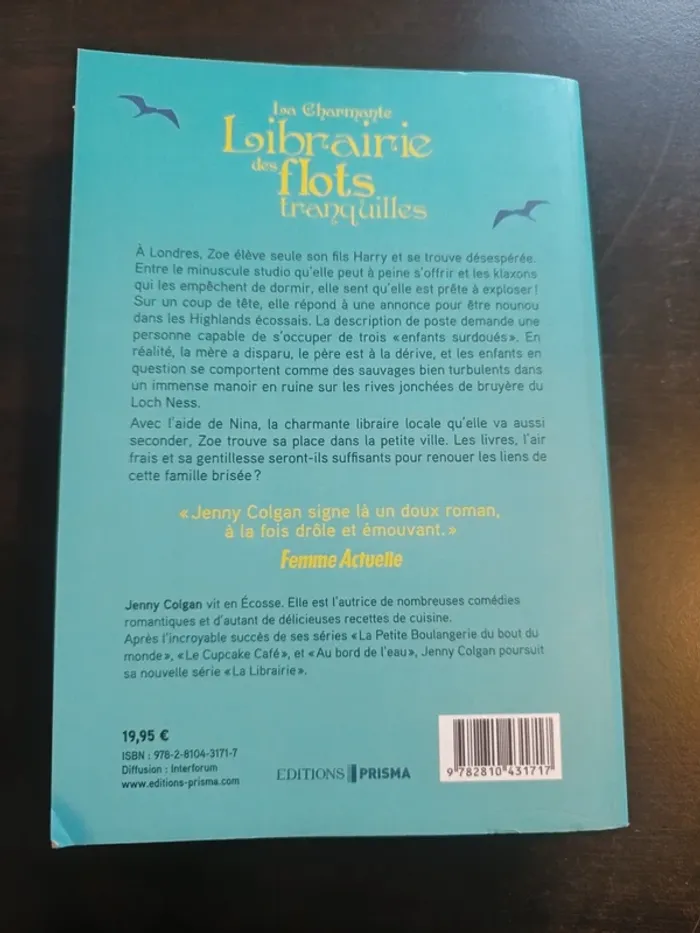 La Charmante
Librairie
des flots
tranquilles
À Londres, Zoe élève seule son fils Harry et se trouve désespérée.
Entre le minuscule studio qu'elle peut à peine s'offrir et les klaxons
qui les empêchent de dormir, elle sent qu'elle est prête à exploser !
Sur un coup de tête, elle répond à une annonce pour être nounou
dans les Highlands écossais. La description de poste demande une
personne capable de s'occuper de trois « enfants surdoués ». En
réalité, la mère a disparu, le père est à la dérive, et les enfants en
question se comportent comme des sauvages bien turbulents dans
un immense manoir en ruine sur les rives jonchées de bruyère du
Loch Ness.
Avec l'aide de Nina, la charmante libraire locale qu'elle va aussi
seconder, Zoe trouve sa place dans la petite ville. Les livres, l'air
frais et sa gentillesse seront-ils suffisants pour renouer les liens de
cette famille brisée ?
« Jenny Colgan signe là un doux roman,
à la fois drôle et émouvant. »
Femme Actuelle
Jenny Colgan vit en Écosse. Elle est l'autrice de nombreuses comédies
romantiques et d'autant de délicieuses recettes de cuisine.
Après l'incroyable succès de ses séries « La Petite Boulangerie du bout du
monde », « Le Cupcake Café », et « Au bord de l'eau », Jenny Colgan poursuit
sa nouvelle série « La Librairie ».
19,95 €
ISBN : 978-2-8104-3171-7
Diffusion : Interforum
www.editions-prisma.com
EDITIONS PRISMA
9 782810 431717